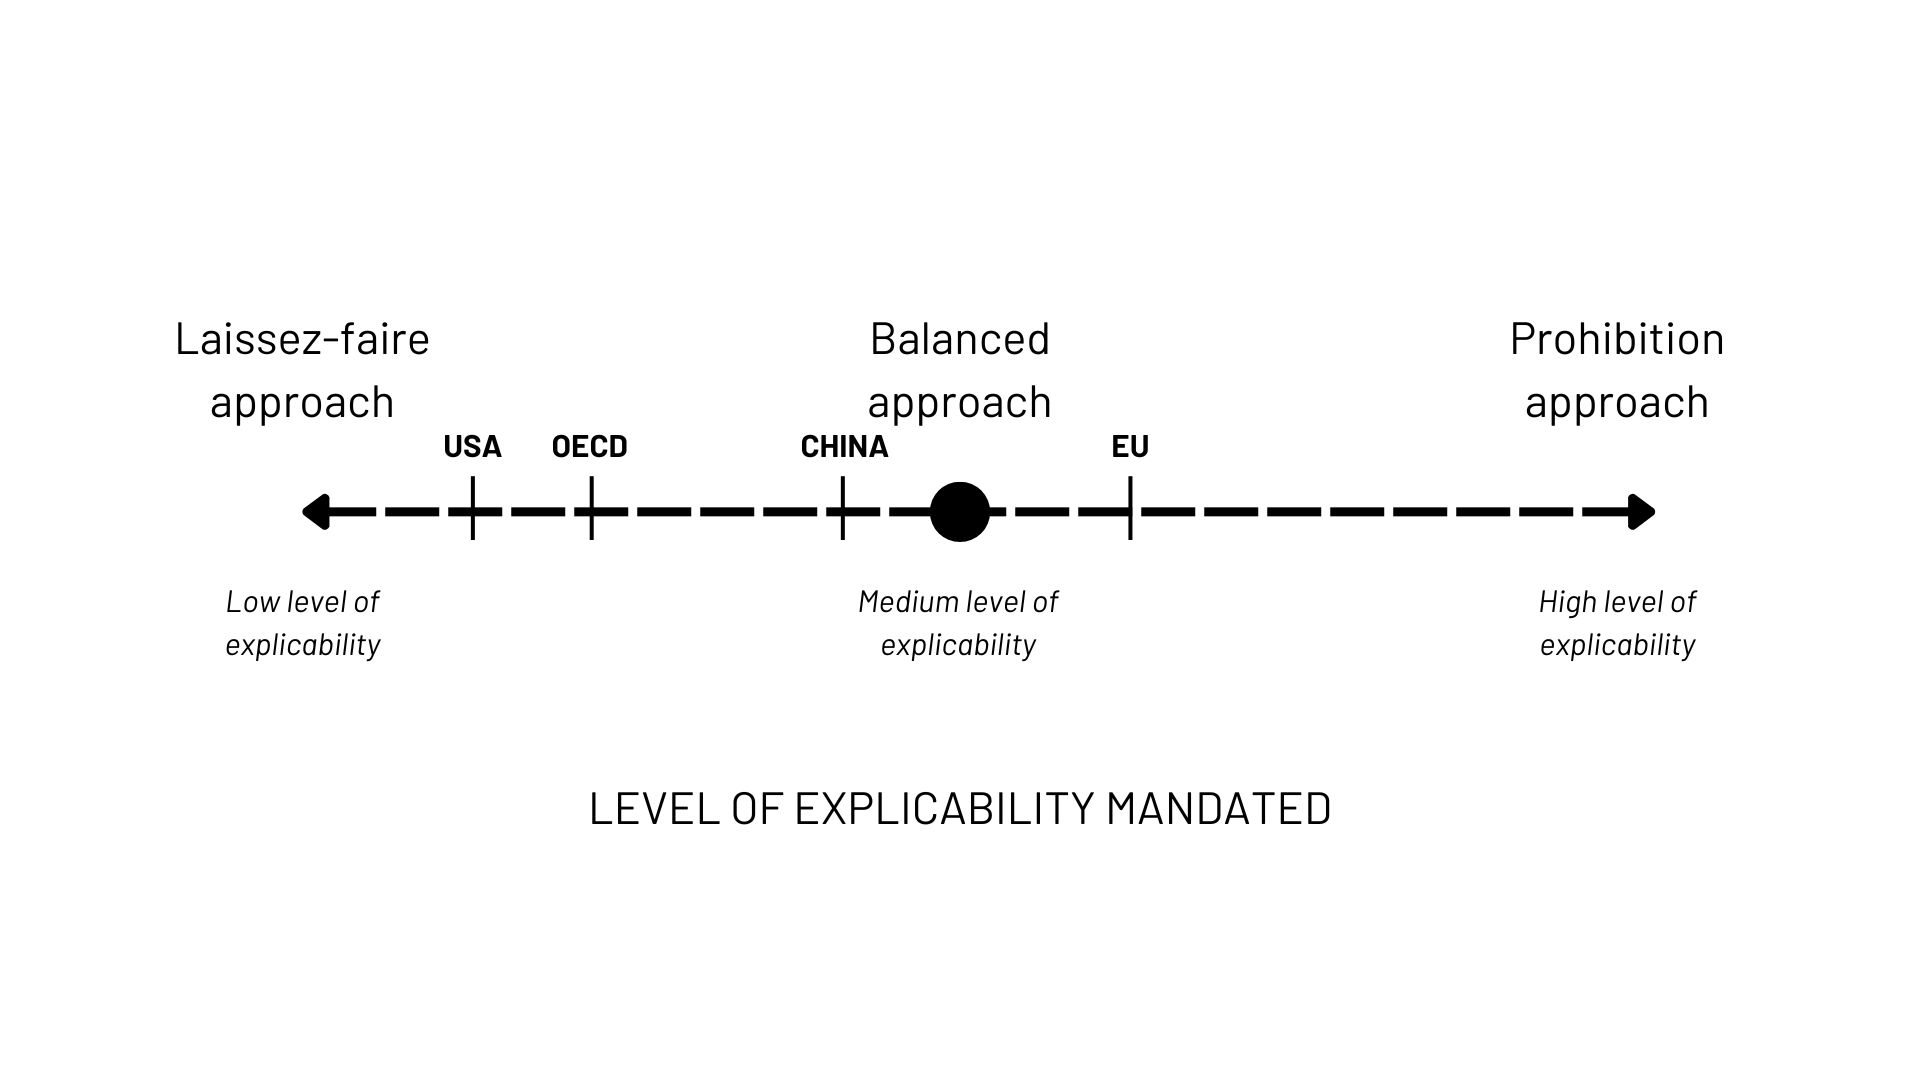 Laissez-faire
approach
Balanced
approach
Prohibition
approach
USA
OECD
CHINA
EU
Low level of
explicability
Medium level of
explicability
High level of
explicability
LEVEL OF EXPLICABILITY MANDATED